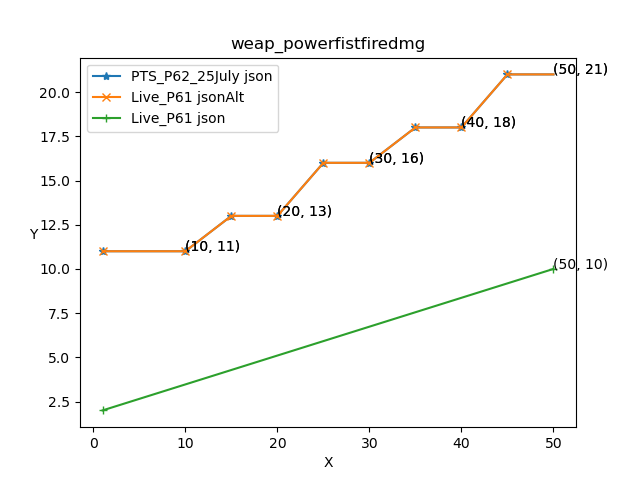 weap_powerfistfiredmg
PTS_P62_25July json
Live_P61 jsonAlt
Live_P61 json
(50, 21)
(40, 18)
(30, 16)
(20, 13)
(10, 11)
(50, 10)
20.0
17.5
15.0
12.5
10.0
7.5
5.0
2.5
Y
0 10 20 30 40 50
X